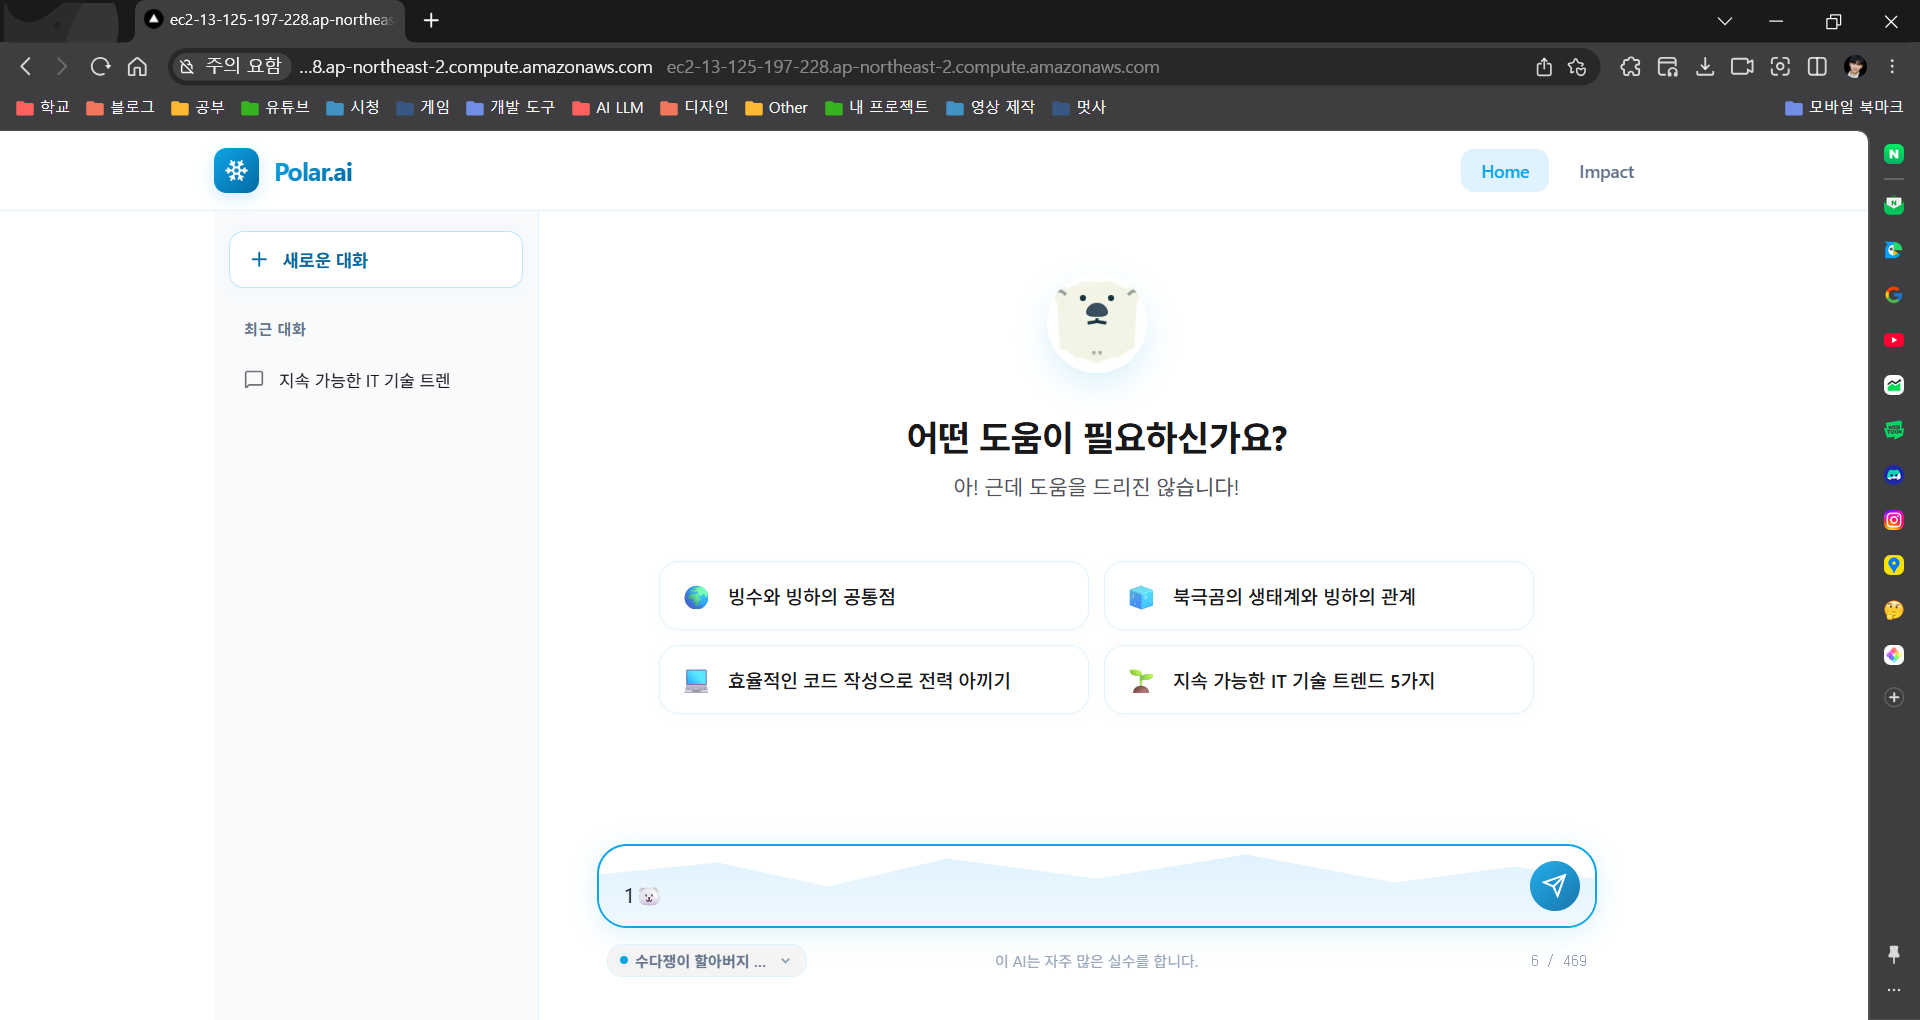 ec2-13-125-197-228.ap-northeas
주의 요함 ...8.ap-northeast-2.compute.amazonaws.com ec2-13-125-197-228.ap-northeast-2.compute.amazonaws.com
학교 블로그 공부 유튜브 시청 게임 개발 도구 AI LLM 디자인 Other 내 프로젝트 영상 제작 멋사 모바일 북마크
Polar.ai Home Impact
+ 새로운 대화
최근 대화
지속 가능한 IT 기술 트렌
어떤 도움이 필요하신가요?
아! 근데 도움을 드리진 않습니다!
빙수와 빙하의 공통점
북극곰의 생태계와 빙하의 관계
효율적인 코드 작성으로 전력 아끼기
지속 가능한 IT 기술 트렌드 5가지
1🐻‍❄️
수다쟁이 할아버지 ...
이 AI는 자주 많은 실수를 합니다.
6 / 469